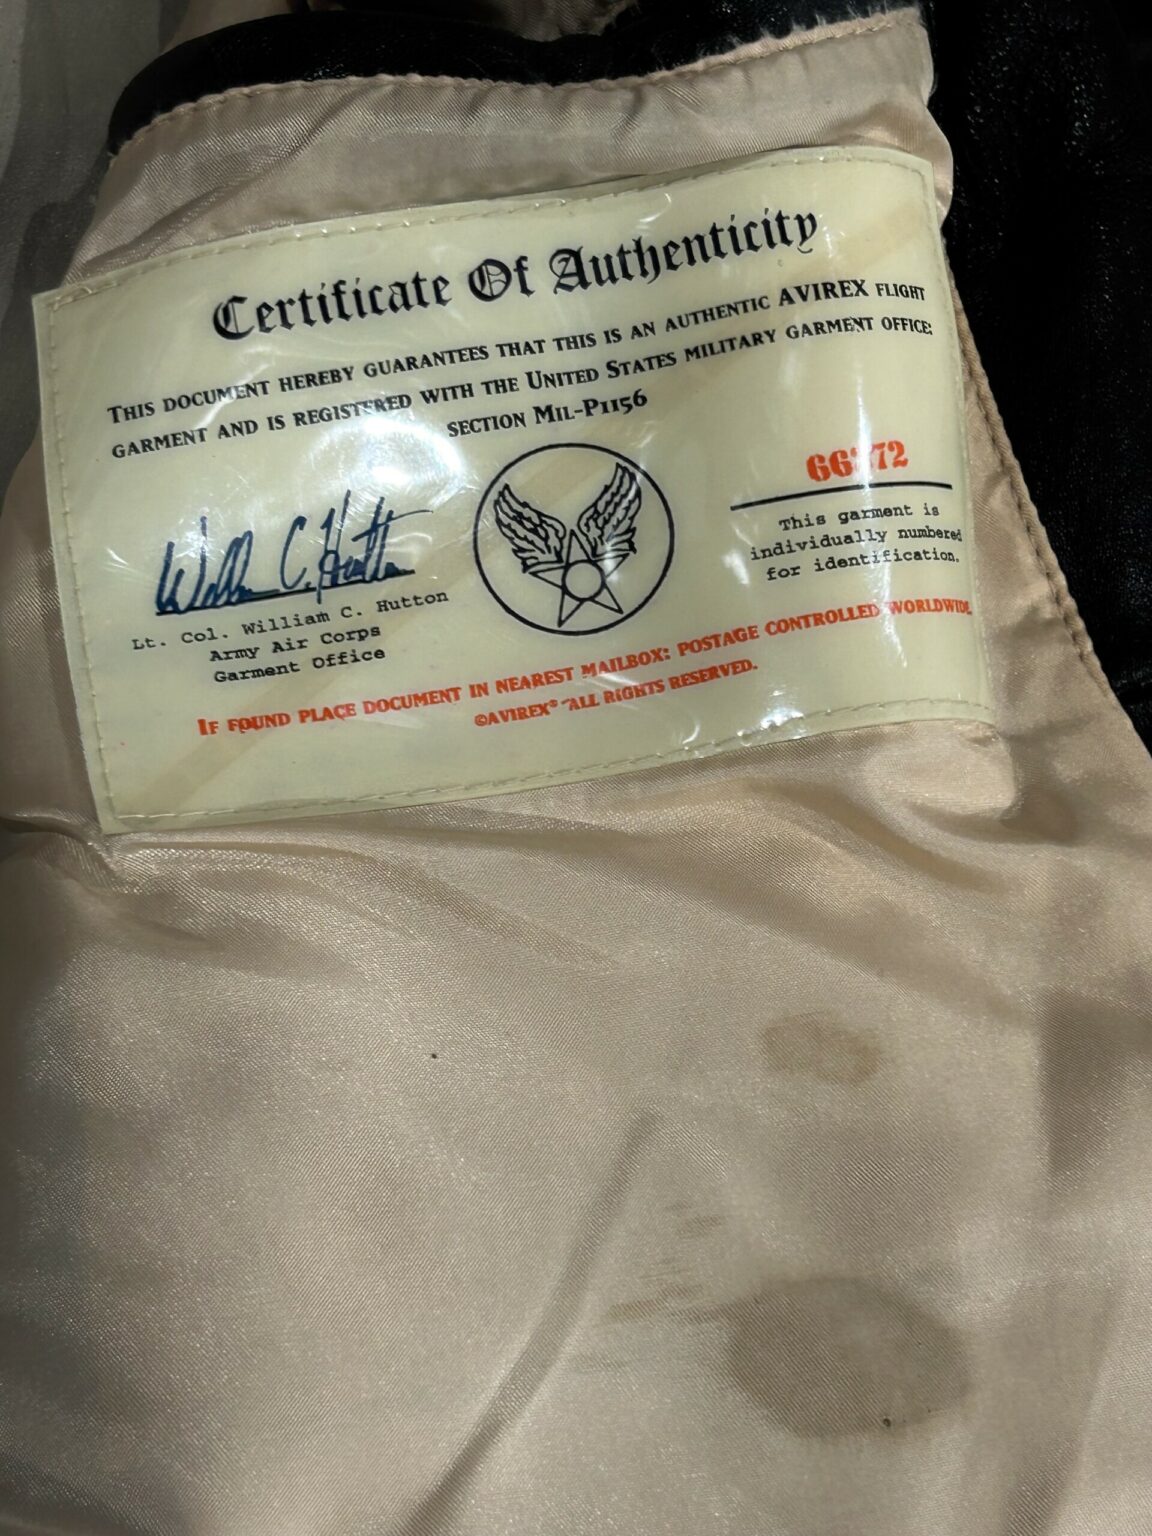 Certificate Of Authenticity
THIS DOCUMENT HEREBY GUARANTEES THAT THIS IS AN AUTHENTIC AVIREX FLIGHT
GARMENT AND IS REGISTERED WITH THE UNITED STATES MILITARY GARMENT OFFICE:
SECTION MIL-P1156
William C. Hutton
Lt. Col. William C. Hutton
Army Air Corps
Garment Office
This garment is
individually numbered
for identification.
IF FOUND PLACE DOCUMENT IN NEAREST MAILBOX: POSTAGE CONTROLLED WORLDWIDE
©AVIREX® ALL RIGHTS RESERVED.